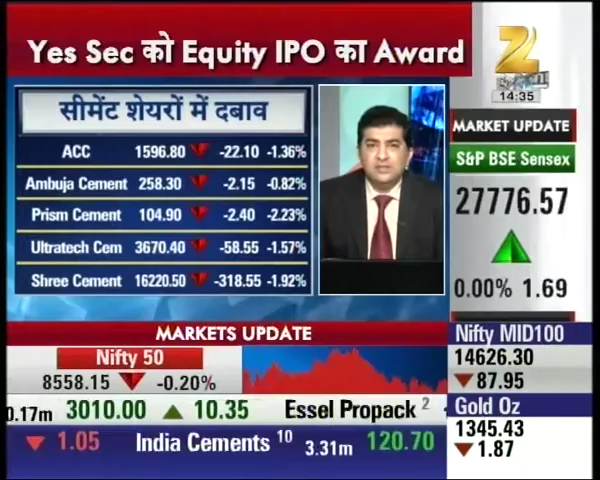 Yes Sec को Equity IPO का Award
14:35
सीमेंट शेयरों में दबाव
ACC 1596.80 -22.10 -1.36%
Ambuja Cement 258.30 -2.15 -0.82%
Prism Cement 104.90 -2.40 -2.23%
Ultratech Cem 3670.40 -58.55 -1.57%
Shree Cement 16220.50 -318.55 -1.92%
MARKET UPDATE
S&P BSE Sensex
27776.57
0.00% 1.69
MARKETS UPDATE
Nifty 50
8558.15 -0.20%
Nifty MID100
14626.30
87.95
0.17m 3010.00 10.35 Essel Propack 2
1.05 India Cements 10 3.31m 120.70
Gold Oz
1345.43
1.87